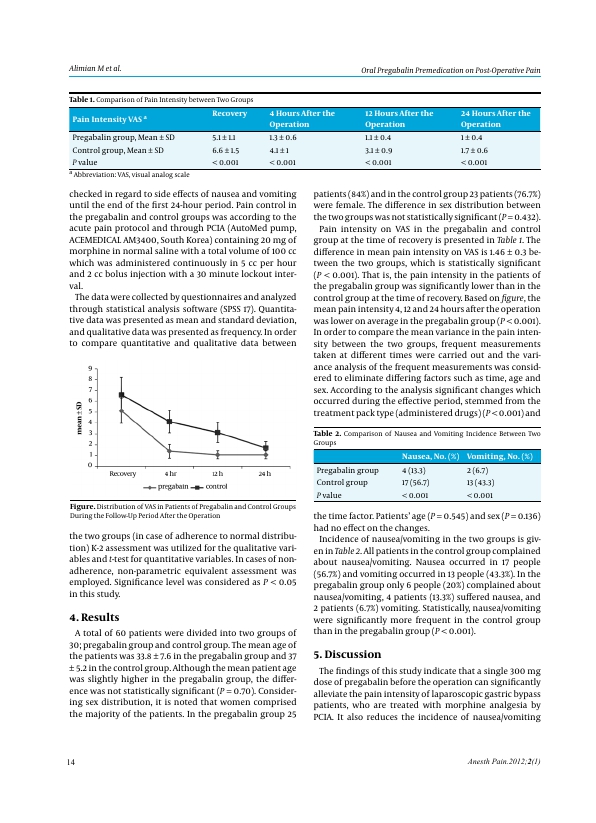 Alimian M et al.
Oral Pregabalin Premedication on Post-Operative Pain
Table 1. Comparison of Pain Intensity between Two Groups
Pain Intensity VAS a Recovery 4 Hours After the Operation 12 Hours After the Operation 24 Hours After the Operation
Pregabalin group, Mean ± SD 5.1 ± 1.1 1.3 ± 0.6 1.1 ± 0.4 1 ± 0.4
Control group, Mean ± SD 6.6 ± 1.5 4.1 ± 1 3.1 ± 0.9 1.7 ± 0.6
P value < 0.001 < 0.001 < 0.001 < 0.001
a Abbreviation: VAS, visual analog scale
checked in regard to side effects of nausea and vomiting
until the end of the first 24-hour period. Pain control in
the pregabalin and control groups was according to the
acute pain protocol and through PCIA (AutoMed pump,
ACEMEDICAL AM3400, South Korea) containing 20 mg of
morphine in normal saline with a total volume of 100 cc
which was administered continuously in 5 cc per hour
and 2 cc bolus injection with a 30 minute lockout inter-
val.
The data were collected by questionnaires and analyzed
through statistical analysis software (SPSS 17). Quantita-
tive data was presented as mean and standard deviation,
and qualitative data was presented as frequency. In order
to compare quantitative and qualitative data between
9
8
7
6
5
4
3
2
1
0
mean ± SD
Recovery 4 hr 12 h 24 h
pregabain control
Figure. Distribution of VAS in Patients of Pregabalin and Control Groups
During the Follow-Up Period After the Operation
the two groups (in case of adherence to normal distribu-
tion) K-2 assessment was utilized for the qualitative vari-
ables and t-test for quantitative variables. In cases of non-
adherence, non-parametric equivalent assessment was
employed. Significance level was considered as P < 0.05
in this study.
4. Results
A total of 60 patients were divided into two groups of
30; pregabalin group and control group. The mean age of
the patients was 33.8 ± 7.6 in the pregabalin group and 37
± 5.2 in the control group. Although the mean patient age
was slightly higher in the pregabalin group, the differ-
ence was not statistically significant (P = 0.70). Consider-
ing sex distribution, it is noted that women comprised
the majority of the patients. In the pregabalin group 25
patients (84%) and in the control group 23 patients (76.7%)
were female. The difference in sex distribution between
the two groups was not statistically significant (P = 0.432).
Pain intensity on VAS in the pregabalin and control
group at the time of recovery is presented in Table 1. The
difference in mean pain intensity on VAS is 1.46 ± 0.3 be-
tween the two groups, which is statistically significant
(P < 0.001). That is, the pain intensity in the patients of
the pregabalin group was significantly lower than in the
control group at the time of recovery. Based on figure, the
mean pain intensity 4, 12 and 24 hours after the operation
was lower on average in the pregabalin group (P < 0.001).
In order to compare the mean variance in the pain inten-
sity between the two groups, frequent measurements
taken at different times were carried out and the vari-
ance analysis of the frequent measurements was consid-
ered to eliminate differing factors such as time, age and
sex. According to the analysis significant changes which
occurred during the effective period, stemmed from the
treatment pack type (administered drugs) (P < 0.001) and
Table 2. Comparison of Nausea and Vomiting Incidence Between Two
Groups
Nausea, No. (%) Vomiting, No. (%)
Pregabalin group 4 (13.3) 2 (6.7)
Control group 17 (56.7) 13 (43.3)
P value < 0.001 < 0.001
the time factor. Patients' age (P = 0.545) and sex (P = 0.136)
had no effect on the changes.
Incidence of nausea/vomiting in the two groups is giv-
en in Table 2. All patients in the control group complained
about nausea/vomiting. Nausea occurred in 17 people
(56.7%) and vomiting occurred in 13 people (43.3%). In the
pregabalin group only 6 people (20%) complained about
nausea/vomiting, 4 patients (13.3%) suffered nausea, and
2 patients (6.7%) vomiting. Statistically, nausea/vomiting
were significantly more frequent in the control group
than in the pregabalin group (P < 0.001).
5. Discussion
The findings of this study indicate that a single 300 mg
dose of pregabalin before the operation can significantly
alleviate the pain intensity of laparoscopic gastric bypass
patients, who are treated with morphine analgesia by
PCIA. It also reduces the incidence of nausea/vomiting
14
Anesth Pain.2012;2(1)